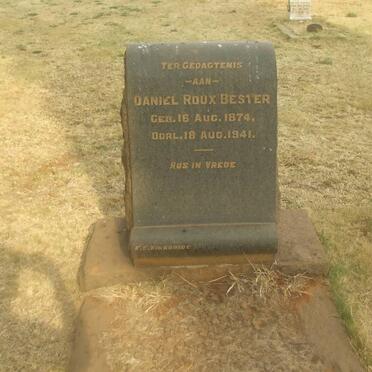 TER GEDAGTENIS
—AAN—
DANIEL ROUX BESTER
GEB. 16 AUG. 1874.
OORL. 18 AUG. 1941.
RUS IN VREDE